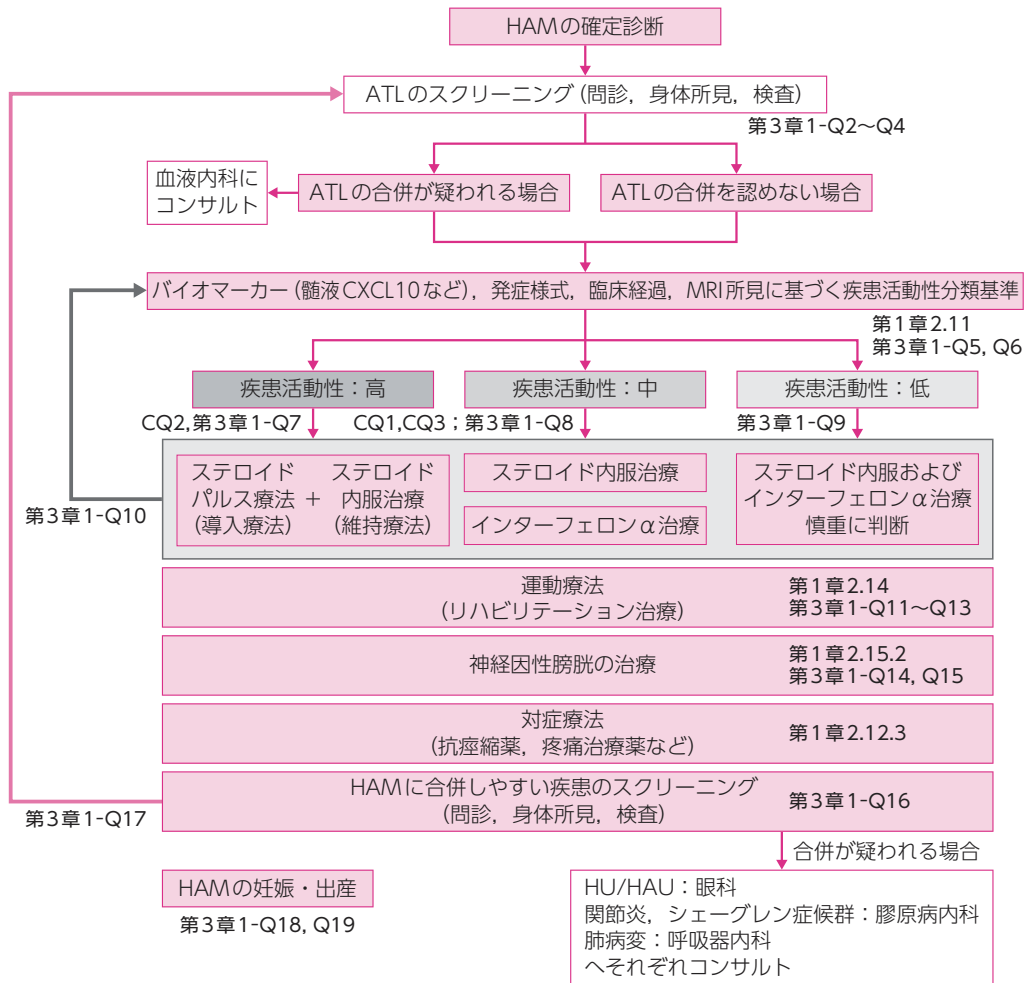 HAMの確定診断
ATLのスクリーニング(問診，身体所見，検査)
第3章1-Q2〜Q4
血液内科に
コンサルト
ATLの合併が疑われる場合
ATLの合併を認めない場合
バイオマーカー(髄液CXCL10など)，発症様式，臨床経過，MRI所見に基づく疾患活動性分類基準
第1章2.11
第3章1-Q5, Q6
疾患活動性：高
疾患活動性：中
疾患活動性：低
CQ2,第3章1-Q7
CQ1,CQ3；第3章1-Q8
第3章1-Q9
ステロイド
パルス療法
(導入療法)
＋
ステロイド
内服治療
(維持療法)
ステロイド内服治療
インターフェロンα治療
ステロイド内服および
インターフェロンα治療
慎重に判断
第3章1-Q10
運動療法
(リハビリテーション治療)
第1章2.14
第3章1-Q11〜Q13
神経因性膀胱の治療
第1章2.15.2
第3章1-Q14, Q15
対症療法
(抗痙縮薬，疼痛治療薬など)
第1章2.12.3
HAMに合併しやすい疾患のスクリーニング
(問診，身体所見，検査)
第3章1-Q16
第3章1-Q17
合併が疑われる場合
HAMの妊娠・出産
第3章1-Q18, Q19
HU/HAU：眼科
関節炎，シェーグレン症候群：膠原病内科
肺病変：呼吸器内科
へそれぞれコンサルト